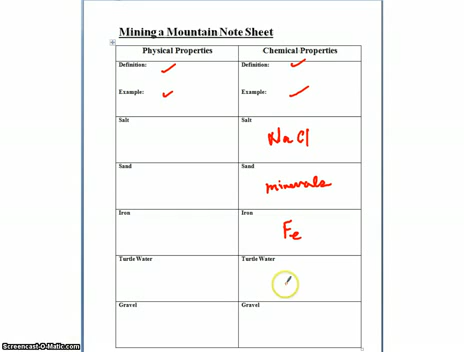 Mining a Mountain Note Sheet
Physical Properties Chemical Properties
Definition: Definition:
Example: Example:
Salt Salt
NaCl
Sand Sand
minerals
Iron Iron
Fe
Turtle Water Turtle Water
Gravel Gravel
Screencast-O-Matic.com